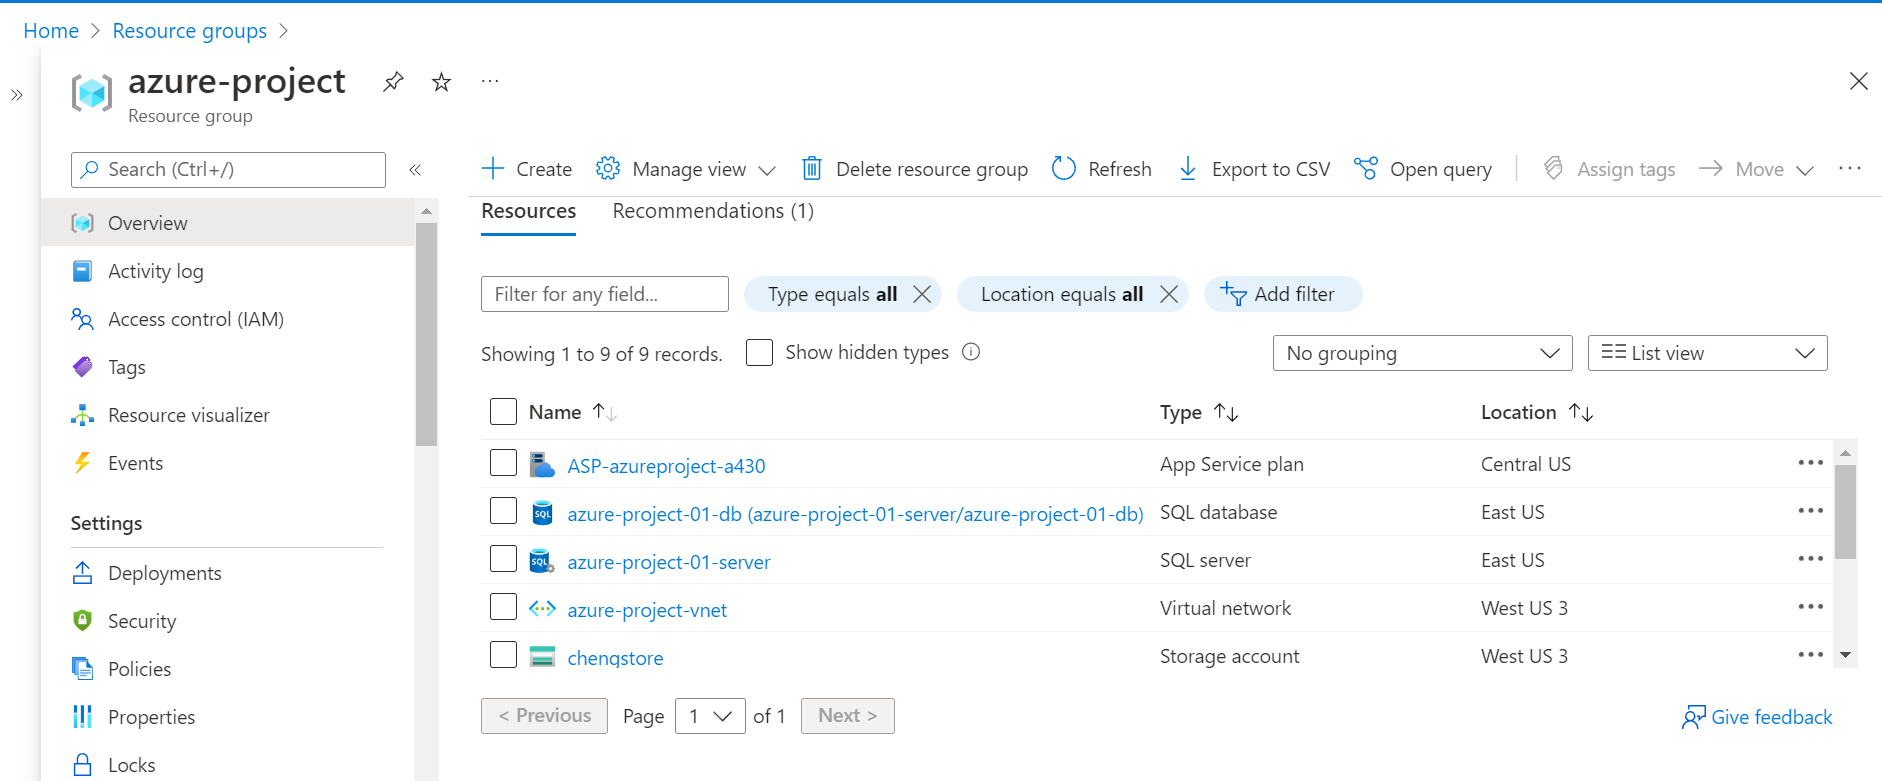 Home > Resource groups >
azure-project
Resource group
Search (Ctrl+/)
Overview
Activity log
Access control (IAM)
Tags
Resource visualizer
Events
Settings
Deployments
Security
Policies
Properties
Locks
Create Manage view Delete resource group Refresh Export to CSV Open query Assign tags Move
Resources Recommendations (1)
Filter for any field... Type equals all Location equals all Add filter
Showing 1 to 9 of 9 records. Show hidden types No grouping List view
Name Type Location
ASP-azureproject-a430 App Service plan Central US
azure-project-01-db (azure-project-01-server/azure-project-01-db) SQL database East US
azure-project-01-server SQL server East US
azure-project-vnet Virtual network West US 3
chengstore Storage account West US 3
< Previous Page 1 of 1 Next >
Give feedback